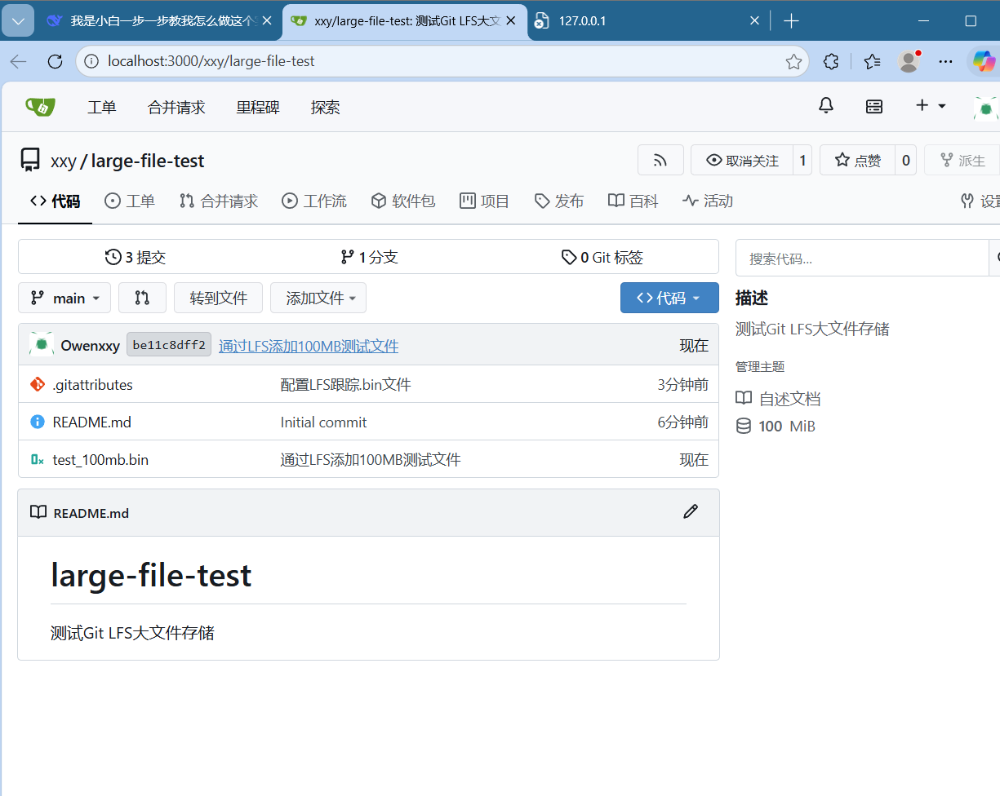 我是小白一步一步教我怎么做这个
xxy/large-file-test: 测试Git LFS大文
127.0.0.1
localhost:3000/xxy/large-file-test
工单 合并请求 里程碑 探索
xxy / large-file-test
取消关注 1 点赞 0 派生
代码 工单 合并请求 工作流 软件包 项目 发布 百科 活动 设置
3 提交 1 分支 0 Git 标签
搜索代码...
main 转到文件 添加文件 代码
描述
测试Git LFS大文件存储
管理主题
自述文档
100 MiB
Owenxxy be11c8dff2 通过LFS添加100MB测试文件 现在
.gitattributes 配置LFS跟踪.bin文件 3分钟前
README.md Initial commit 6分钟前
test_100mb.bin 通过LFS添加100MB测试文件 现在
README.md
large-file-test
测试Git LFS大文件存储